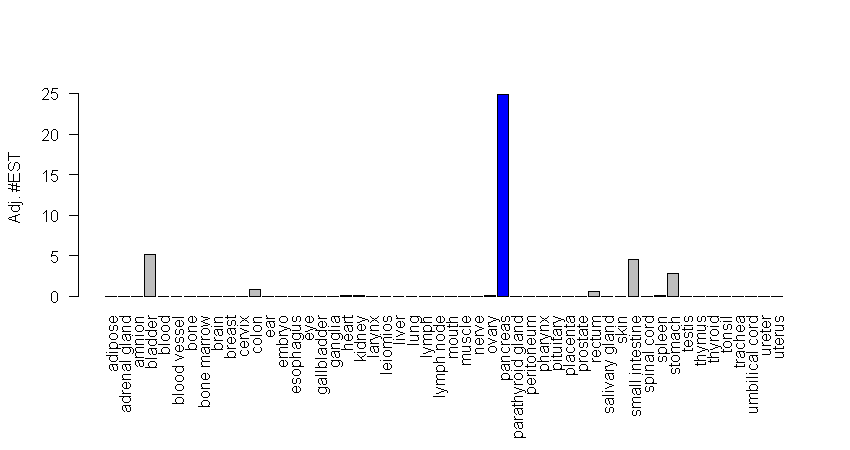 Adj. #EST
25
20
15
10
5
0
adipose
adrenal gland
amnion
bladder
blood
blood vessel
bone
bone marrow
brain
breast
cervix
colon
ear
embryo
esophagus
eye
gallbladder
ganglia
heart
kidney
larynx
leiomios
liver
lung
lymph
lymph node
mouth
muscle
nerve
ovary
pancreas
parathyroid gland
peritoneum
pharynx
pituitary
placenta
prostate
rectum
salivary gland
skin
small intestine
spinal cord
spleen
stomach
testis
thymus
thyroid
tonsil
trachea
umbilical cord
ureter
uterus